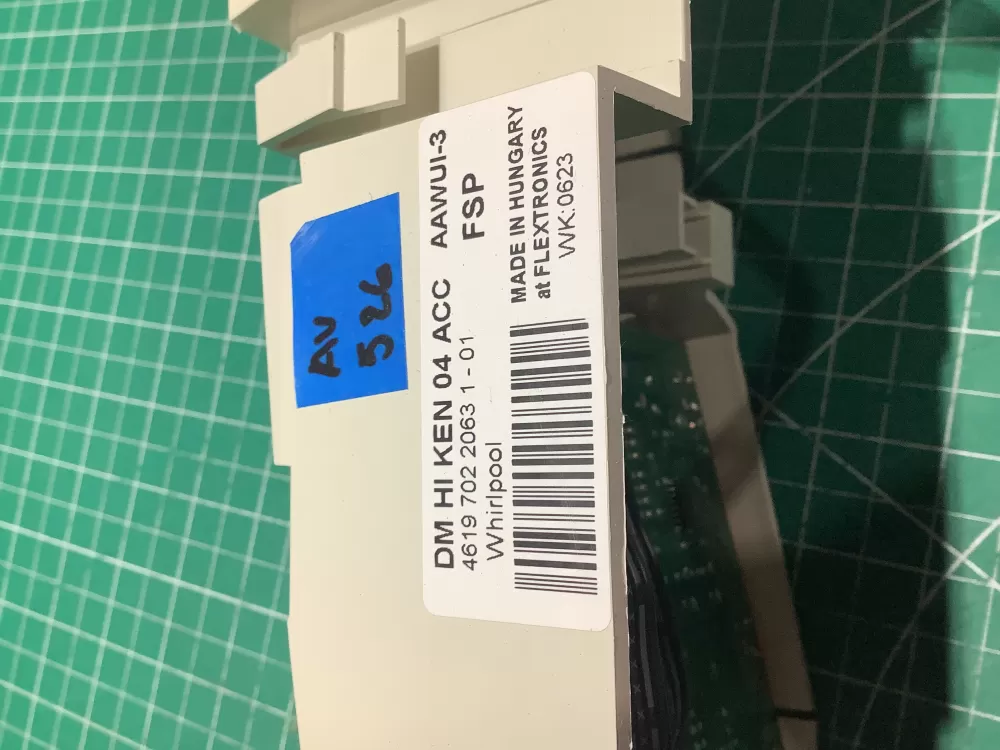 AV
526
DM HI KEN 04 ACC AAWUI-3
4619 702 2063 1 - 01 FSP
Whirlpool
MADE IN HUNGARY
at FLEXTRONICS
WK:0623